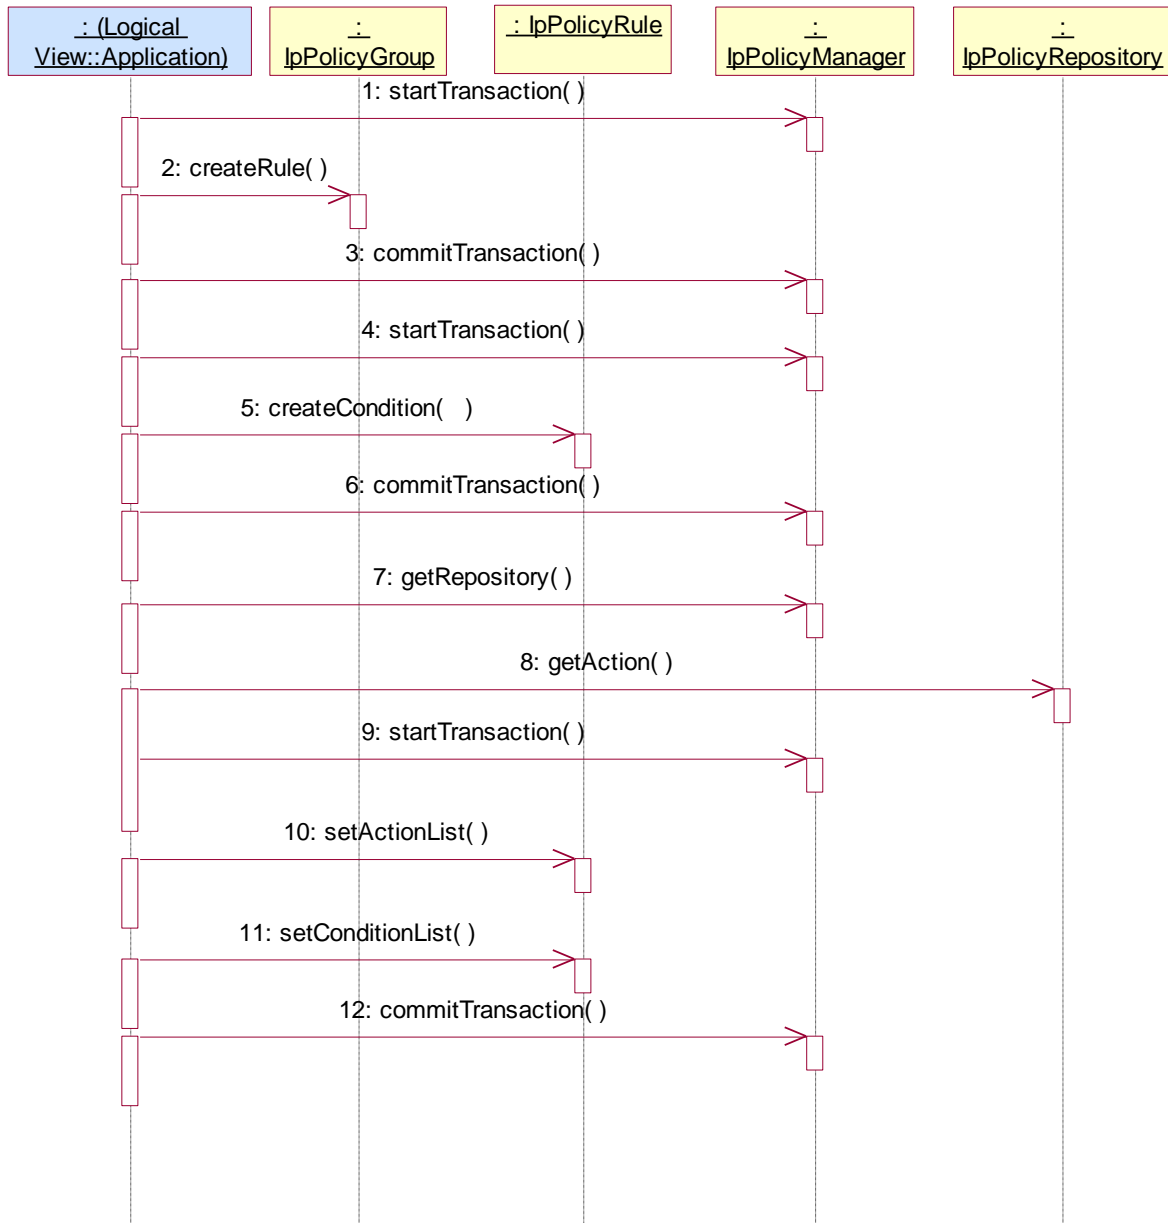 : (Logical
View::Application)
:
IpPolicyGroup
: IpPolicyRule
:
IpPolicyManager
:
IpPolicyRepository
1: startTransaction( )
2: createRule( )
3: commitTransaction( )
4: startTransaction( )
5: createCondition(   )
6: commitTransaction( )
7: getRepository( )
8: getAction( )
9: startTransaction( )
10: setActionList( )
11: setConditionList( )
12: commitTransaction( )